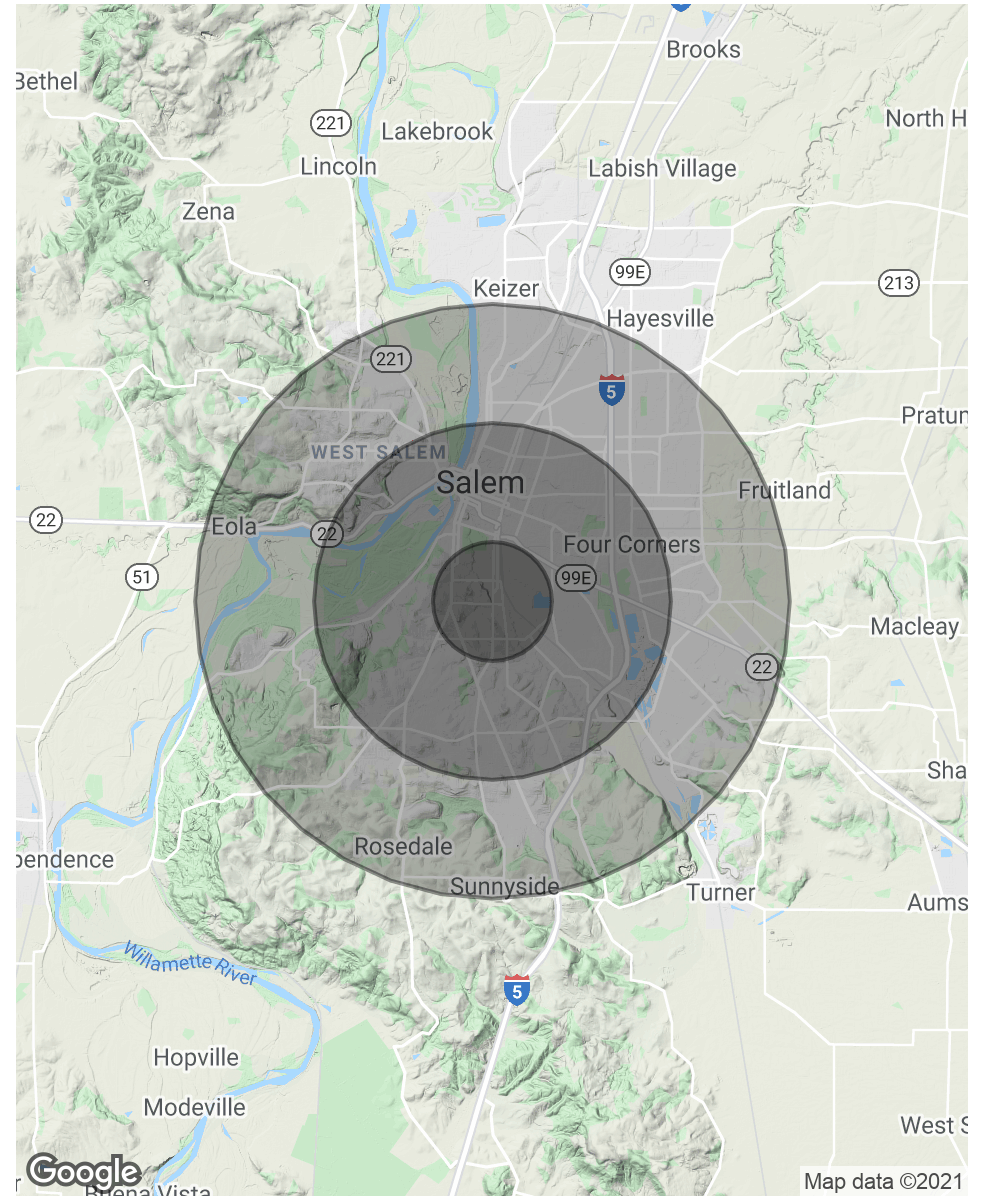 Brooks
Bethel
North H
221
Lakebrook
Lincoln
Labish Village
Zena
99E
213
Keizer
Hayesville
221
5
Pratun
WEST SALEM
Salem
Fruitland
22
Eola
22
Four Corners
51
99E
Macleay
22
Sha
Rosedale
pendence
Sunnyside
Turner
Aums
Willamette River
5
Hopville
Modeville
West S
Google
Buena Vista
Map data ©2021